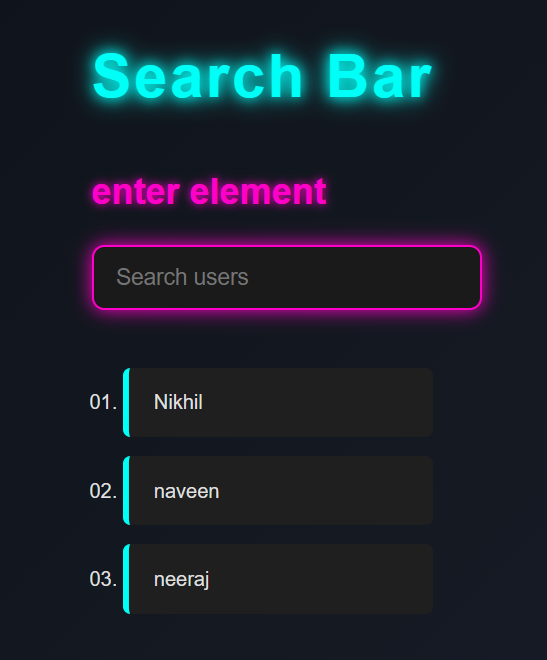 Search Bar
enter element
Search users
01. Nikhil
02. naveen
03. neeraj